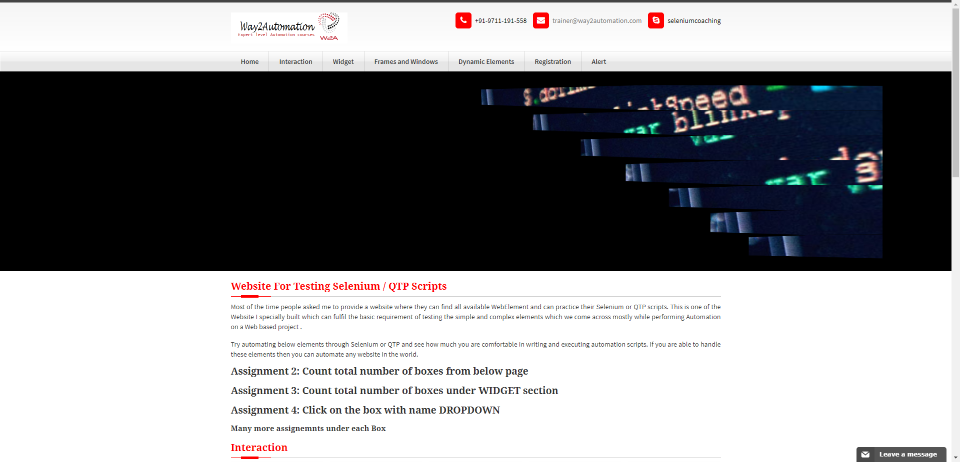 Way2Automation
Expert level Automation courses
W2A
+91-9711-191-558
trainer@way2automation.com
seleniumcoaching
Home
Interaction
Widget
Frames and Windows
Dynamic Elements
Registration
Alert
Speed
var blinksp
var
var 3
Website For Testing Selenium / QTP Scripts
Most of the time people asked me to provide a website where they can find all available WebElement and can practice their Selenium or QTP scripts. This is one of the
Website I specially built which can fulfil the basic requirement of testing the simple and complex elements which we come across mostly while performing Automation
on a Web based project .
Try automating below elements through Selenium or QTP and see how much you are comfortable in writing and executing automation scripts. If you are able to handle
these elements then you can automate any website in the world.
Assignment 2: Count total number of boxes from below page
Assignment 3: Count total number of boxes under WIDGET section
Assignment 4: Click on the box with name DROPDOWN
Many more assignemnts under each Box
Interaction
Leave a message